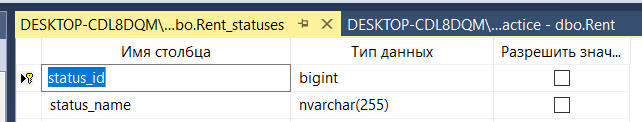 DESKTOP-CDL8DQM\...bo.Rent_statuses DESKTOP-CDL8DQM\...actice - dbo.Rent
Имя столбца Тип данных Разрешить знач...
status_id bigint
status_name nvarchar(255)